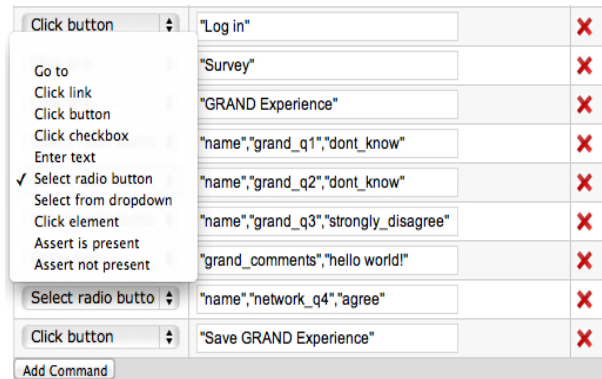 Click button "Log in"
"Survey"
Go to
Click link
Click button
Click checkbox
Enter text
✓ Select radio button
Select from dropdown
Click element
Assert is present
Assert not present
"GRAND Experience"
"name","grand_q1","dont_know"
"name","grand_q2","dont_know"
"name","grand_q3","strongly_disagree"
"grand_comments","hello world!"
Select radio butto "name","network_q4","agree"
Click button "Save GRAND Experience"
Add Command